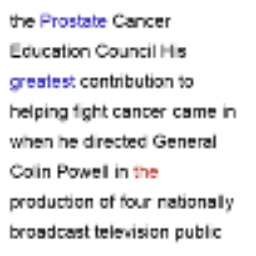 the Prostate Cancer
Education Council His
greatest contribution to
helping fight cancer came in
when he directed General
Colin Powell in the
production of four nationally
broadcast television public